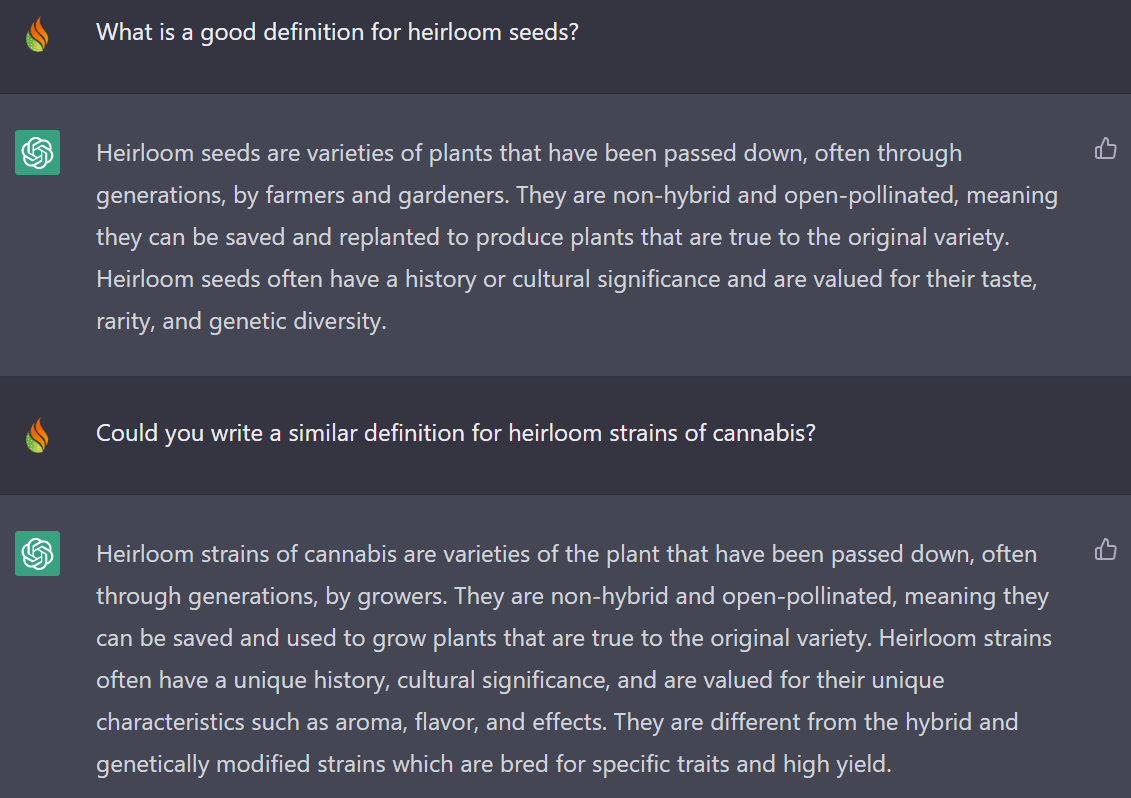 What is a good definition for heirloom seeds?
Heirloom seeds are varieties of plants that have been passed down, often through
generations, by farmers and gardeners. They are non-hybrid and open-pollinated, meaning
they can be saved and replanted to produce plants that are true to the original variety.
Heirloom seeds often have a history or cultural significance and are valued for their taste,
rarity, and genetic diversity.
Could you write a similar definition for heirloom strains of cannabis?
Heirloom strains of cannabis are varieties of the plant that have been passed down, often
through generations, by growers. They are non-hybrid and open-pollinated, meaning they
can be saved and used to grow plants that are true to the original variety. Heirloom strains
often have a unique history, cultural significance, and are valued for their unique
characteristics such as aroma, flavor, and effects. They are different from the hybrid and
genetically modified strains which are bred for specific traits and high yield.